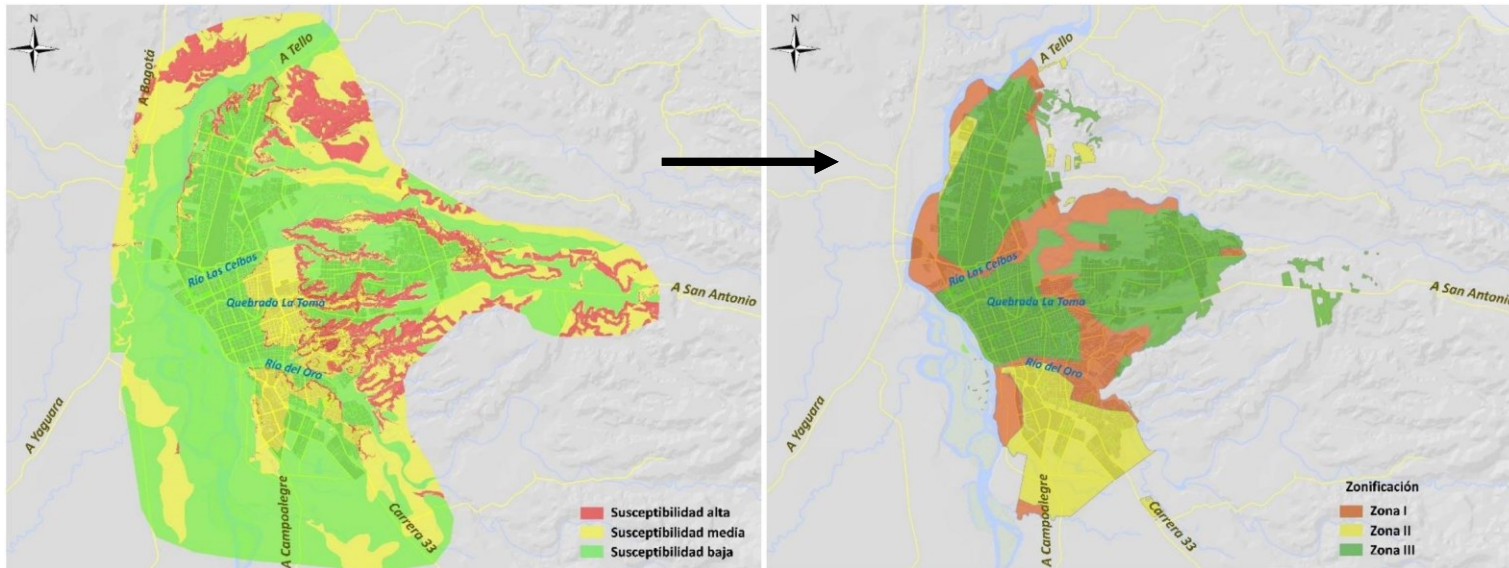 N
A Bogotá
A Tello
Río Las Ceibas
Quebrada La Toma
A San Antonio
Río del Oro
A Yaguara
A Campoalegre
Carrera 33
Susceptibilidad alta
Susceptibilidad media
Susceptibilidad baja
N
A Tello
A Bogotá
Río Las Ceibas
Quebrada La Toma
A San Antonio
Río del Oro
A Yaguara
A Campoalegre
Carrera 33
Zonificación
Zona I
Zona II
Zona III